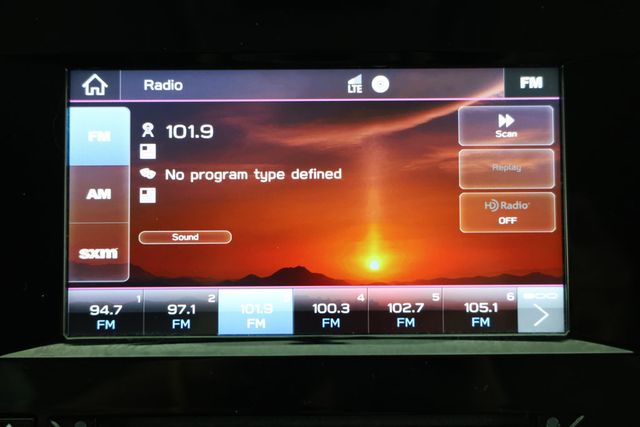 Radio
LTE
FM
FM
101.9
Scan
AM
No program type defined
Replay
HD Radio
OFF
sxm
Sound
1
94.7
FM
2
97.1
FM
101.9
FM
4
100.3
FM
5
102.7
FM
6
105.1
FM